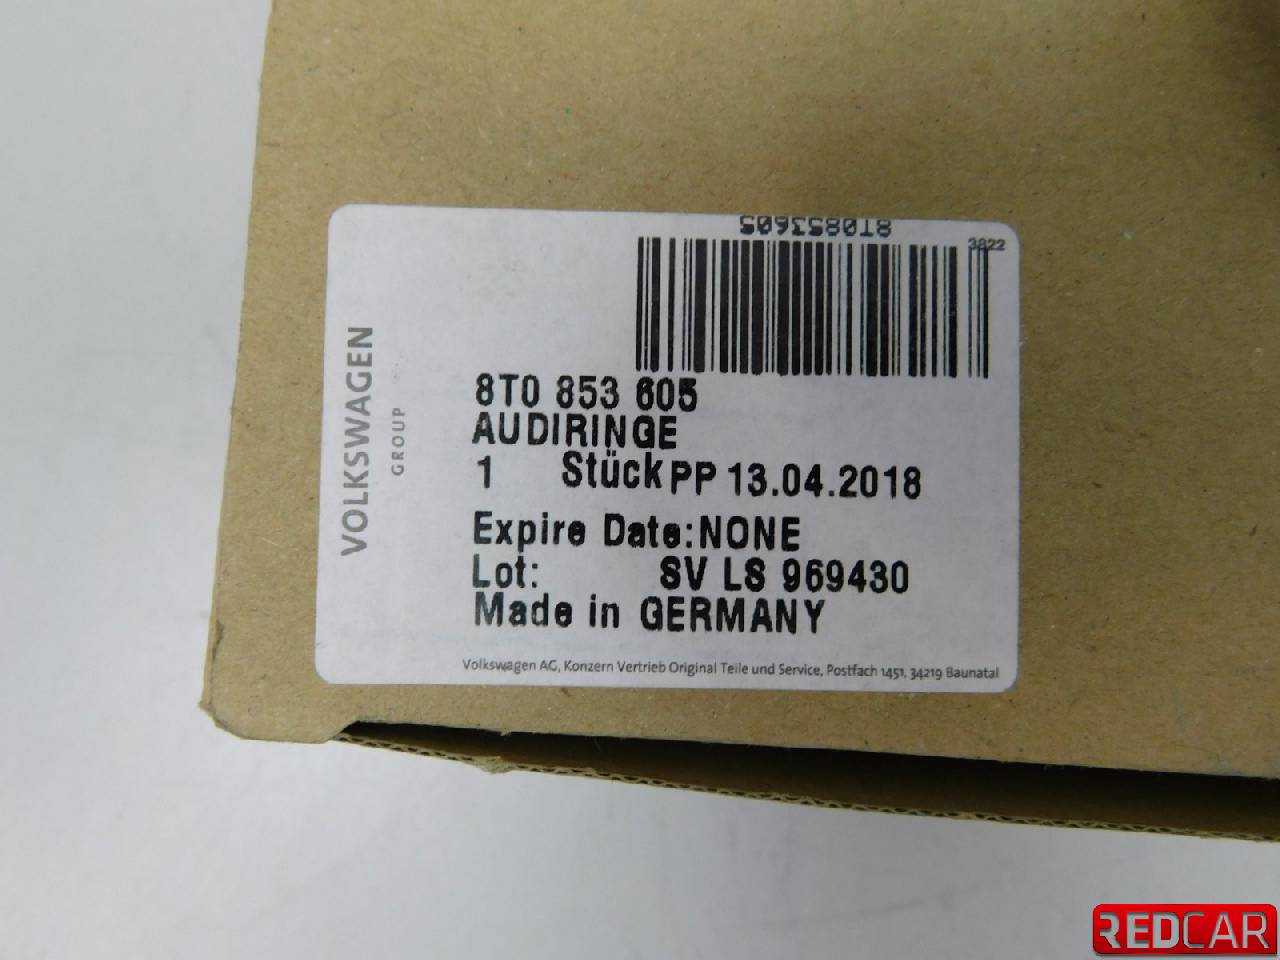 8T0853605
3822
VOLKSWAGEN
GROUP
8T0 853 605
AUDIRINGE
1 Stück PP 13.04.2018
Expire Date:NONE
Lot: SV LS 969430
Made in GERMANY
Volkswagen AG, Konzern Vertrieb Original Teile und Service, Postfach 1451, 34219 Baunatal
REDCAR